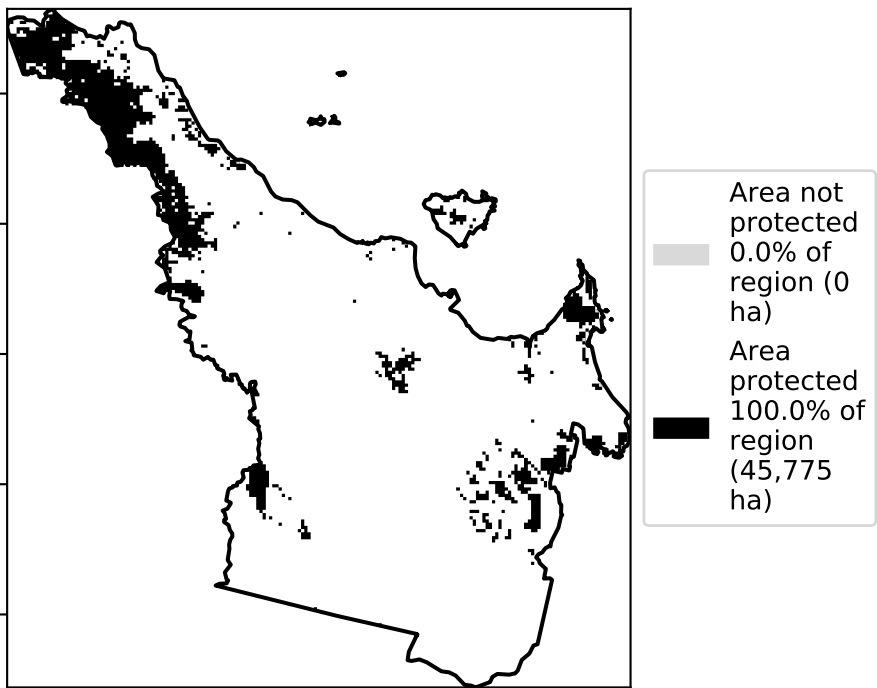 Area not
protected
0.0% of
region (0
ha)
Area
protected
100.0% of
region
(45,775
ha)